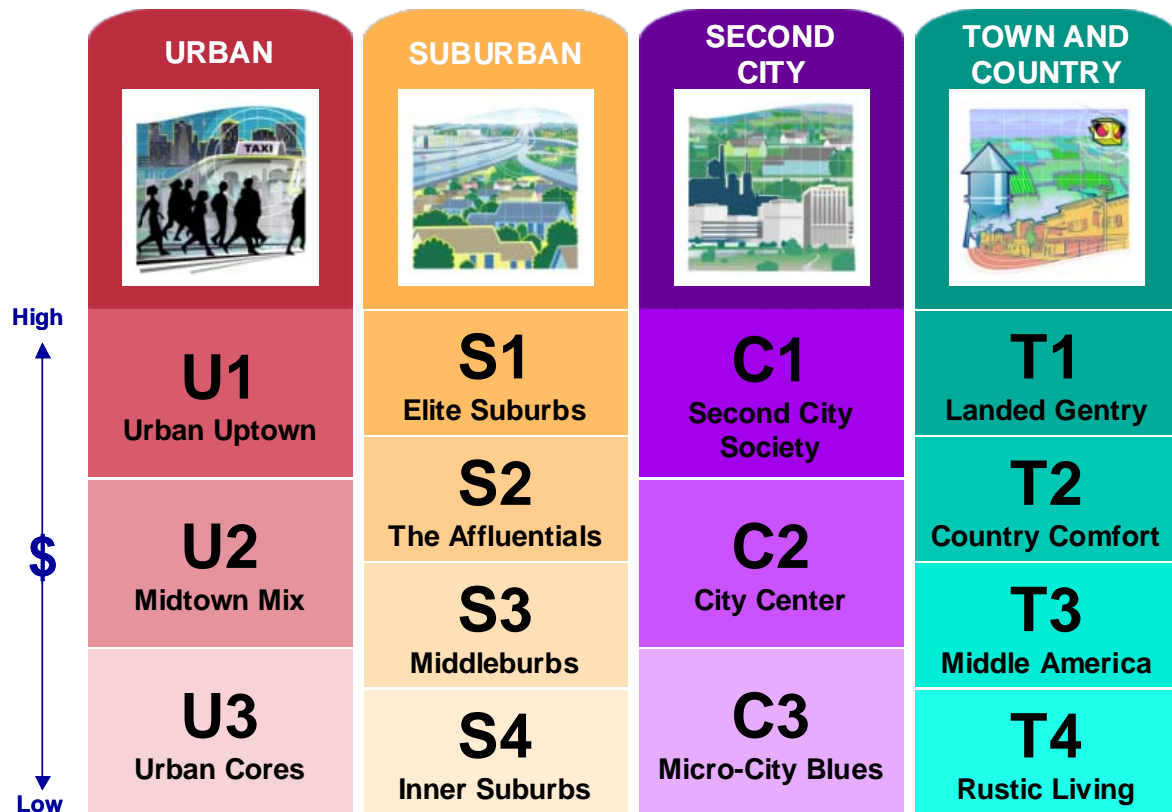 URBAN
TAXI
High
$
Low
U1
Urban Uptown
U2
Midtown Mix
U3
Urban Cores
SUBURBAN
S1
Elite Suburbs
S2
The Affluentials
S3
Middleburbs
S4
Inner Suburbs
SECOND
CITY
C1
Second City
Society
C2
City Center
C3
Micro-City Blues
TOWN AND
COUNTRY
T1
Landed Gentry
T2
Country Comfort
T3
Middle America
T4
Rustic Living